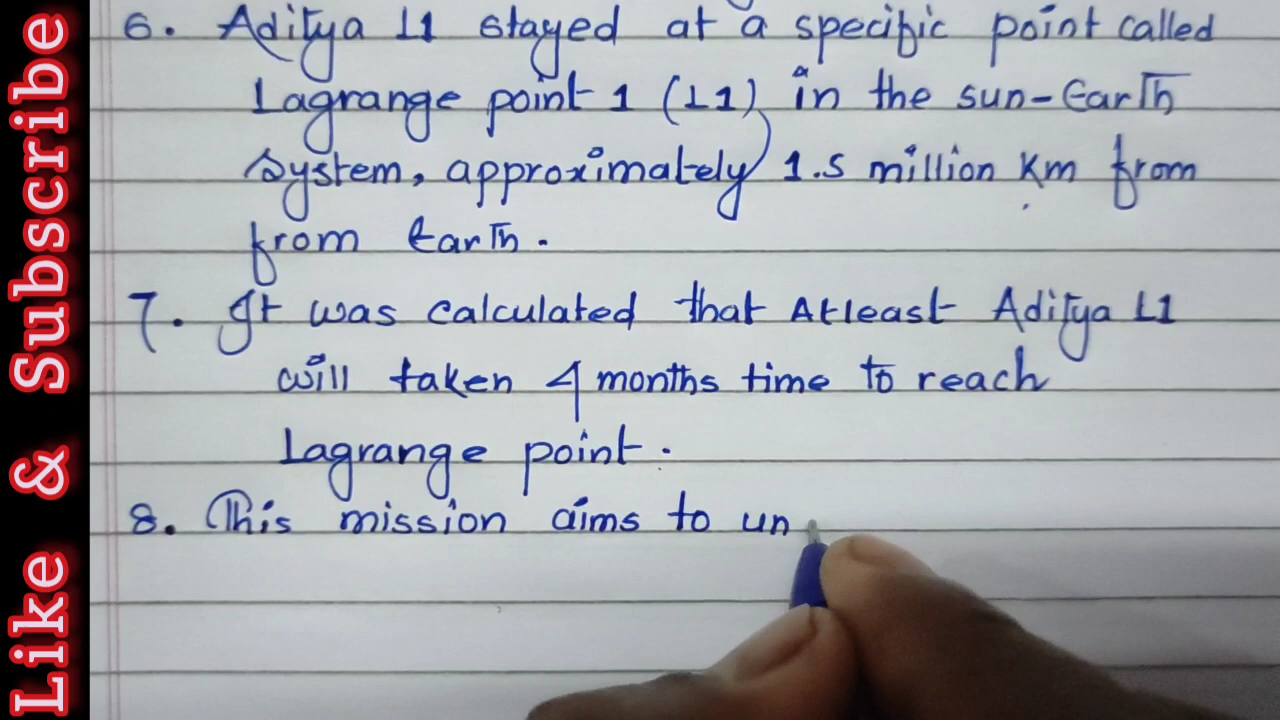 Like & Subscribe
6. Aditya L1 stayed at a specific point called
Lagrange point 1 (L1) in the sun-Earth
system, approximately 1.5 million Km from
from Earth.
7. It was calculated that Atleast Aditya L1
will taken 4 months time to reach
Lagrange point.
8. This mission aims to un